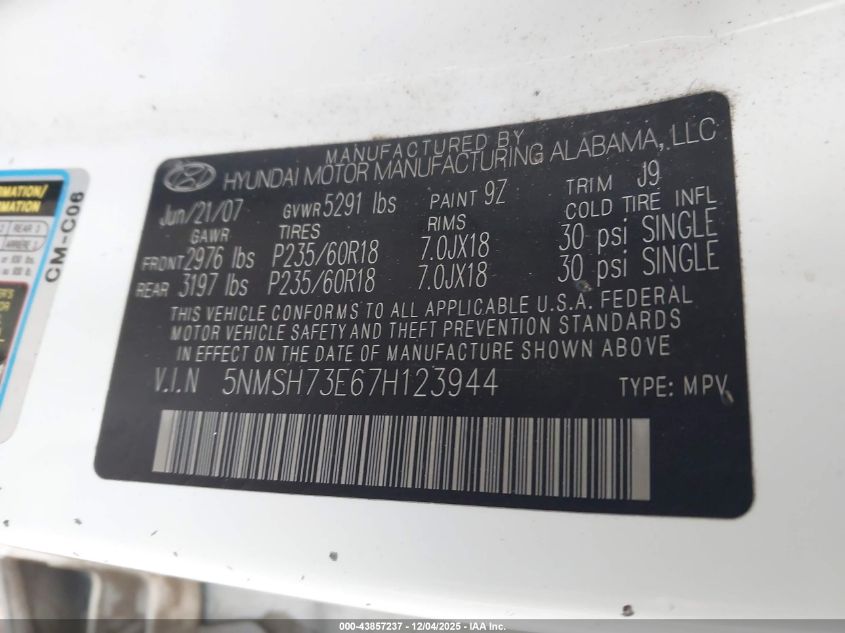 MANUFACTURED BY
HYUNDAI MOTOR MANUFACTURING ALABAMA, LLC
Jun/21/07 GVWR 5291 lbs PAINT 9Z TRIM J9
GAWR TIRES RIMS COLD TIRE INFL
FRONT 2976 lbs P235/60R18 7.0JX18 30 psi SINGLE
REAR 3197 lbs P235/60R18 7.0JX18 30 psi SINGLE
THIS VEHICLE CONFORMS TO ALL APPLICABLE U.S.A. FEDERAL
MOTOR VEHICLE SAFETY AND THEFT PREVENTION STANDARDS
IN EFFECT ON THE DATE OF MANUFACTURE SHOWN ABOVE.
V.I.N 5NMSH73E67H123944 TYPE: MPV
CM-C06
REAR 3
000-43857237 - 12/04/2025 - IAA Inc.